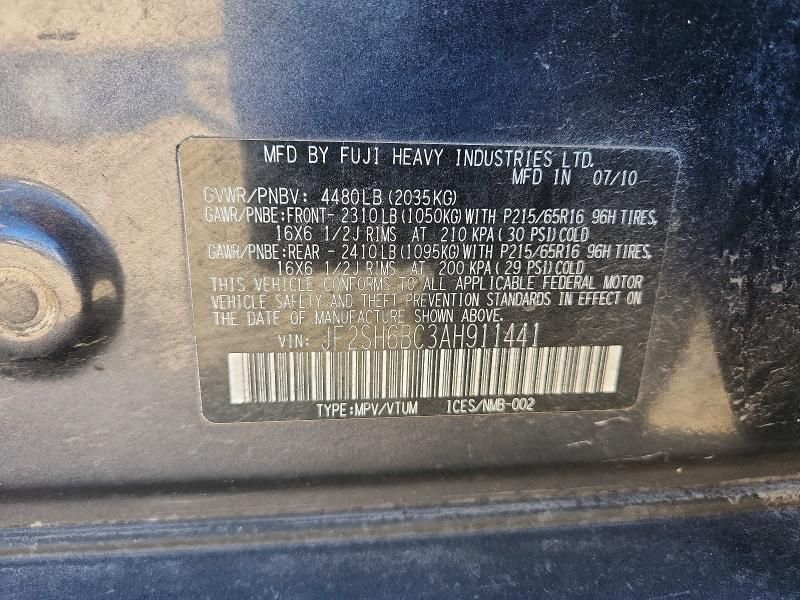 MFD BY FUJI HEAVY INDUSTRIES LTD.
MFD IN 07/10
GVWR/PNBV: 4480LB (2035KG)
GAWR/PNBE:FRONT- 2310LB(1050KG)WITH P215/65R16 96H TIRES,
16X6 1/2J RIMS AT 210 KPA(30 PSI)COLD
GAWR/PNBE:REAR - 2410LB(1095KG)WITH P215/65R16 96H TIRES,
16X6 1/2J RIMS AT 200 KPA(29 PSI)COLD
THIS VEHICLE CONFORMS TO ALL APPLICABLE FEDERAL MOTOR
VEHICLE SAFETY AND THEFT PREVENTION STANDARDS IN EFFECT ON
THE DATE OF MANUFACTURE SHOWN ABOVE.
VIN: JF2SH6BC3AH911441
TYPE:MPV/VTUM ICES/NMB-002